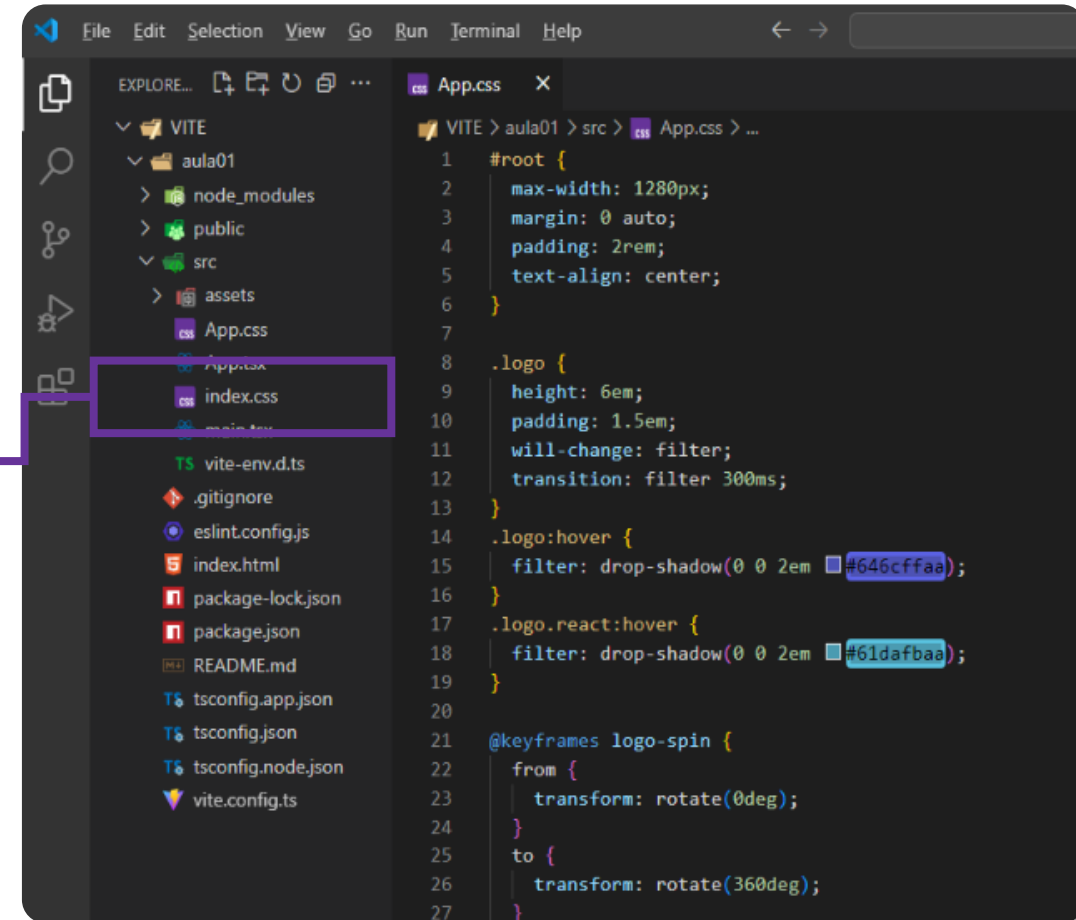 File Edit Selection View Go Run Terminal Help
EXPLORE...
VITE
aula01
node_modules
public
src
assets
App.css
App.tsx
index.css
main.tsx
TS vite-env.d.ts
.gitignore
eslint.config.js
index.html
package-lock.json
package.json
README.md
tsconfig.app.json
tsconfig.json
tsconfig.node.json
vite.config.ts
App.css
VITE > aula01 > src > App.css > ...
1 #root {
2 max-width: 1280px;
3 margin: 0 auto;
4 padding: 2rem;
5 text-align: center;
6 }
7
8 .logo {
9 height: 6em;
10 padding: 1.5em;
11 will-change: filter;
12 transition: filter 300ms;
13 }
14 .logo:hover {
15 filter: drop-shadow(0 0 2em #646cffaa);
16 }
17 .logo.react:hover {
18 filter: drop-shadow(0 0 2em #61dafbaa);
19 }
20
21 @keyframes logo-spin {
22 from {
23 transform: rotate(0deg);
24 }
25 to {
26 transform: rotate(360deg);
27 }